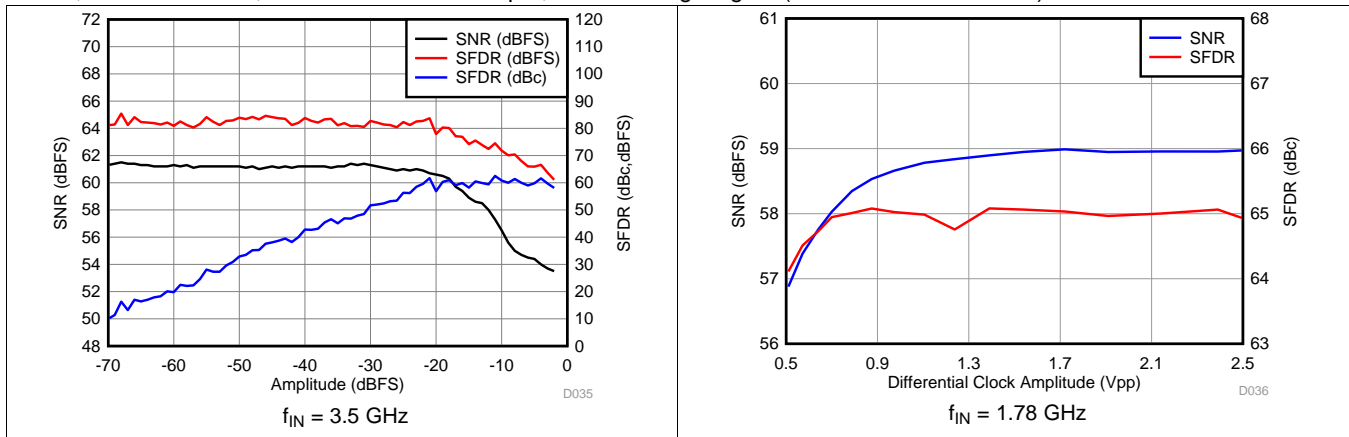 72
70
68
66
64
62
60
58
56
54
52
50
48
SNR (dBFS)
120
110
100
90
80
70
60
50
40
30
20
10
0
SFDR (dBc,dBFS)
SNR (dBFS)
SFDR (dBFS)
SFDR (dBc)
-70 -60 -50 -40 -30 -20 -10 0
Amplitude (dBFS)
D035
fIN = 3.5 GHz
61
60
59
58
57
56
SNR (dBFS)
68
67
66
65
64
63
SFDR (dBc)
SNR
SFDR
0.5 0.9 1.3 1.7 2.1 2.5
Differential Clock Amplitude (Vpp)
D036
fIN = 1.78 GHz